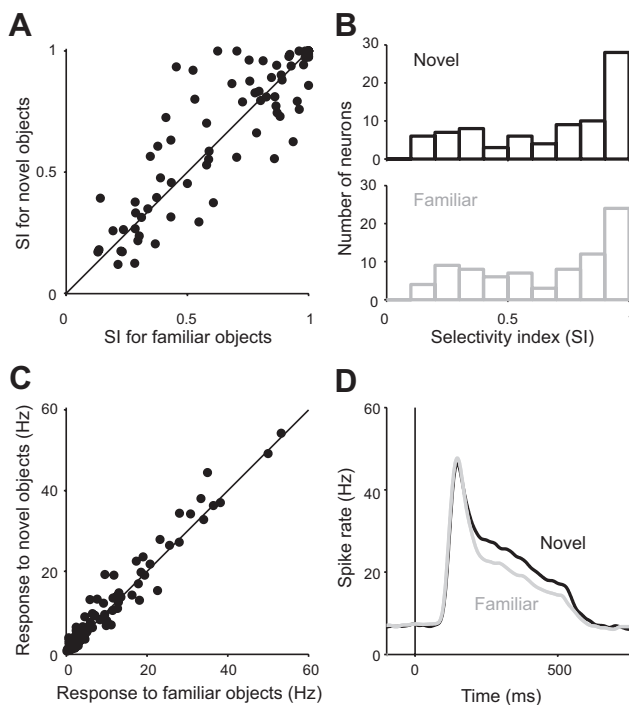 A
SI for novel objects
1
0.5
0
0
0.5
1
SI for familiar objects
B
Number of neurons
30
20
10
0
Novel
30
20
10
0
Familiar
0
0.5
1
Selectivity index (SI)
C
Response to novel objects (Hz)
60
40
20
0
0
20
40
60
Response to familiar objects (Hz)
D
Spike rate (Hz)
60
40
20
0
Novel
Familiar
0
500
Time (ms)